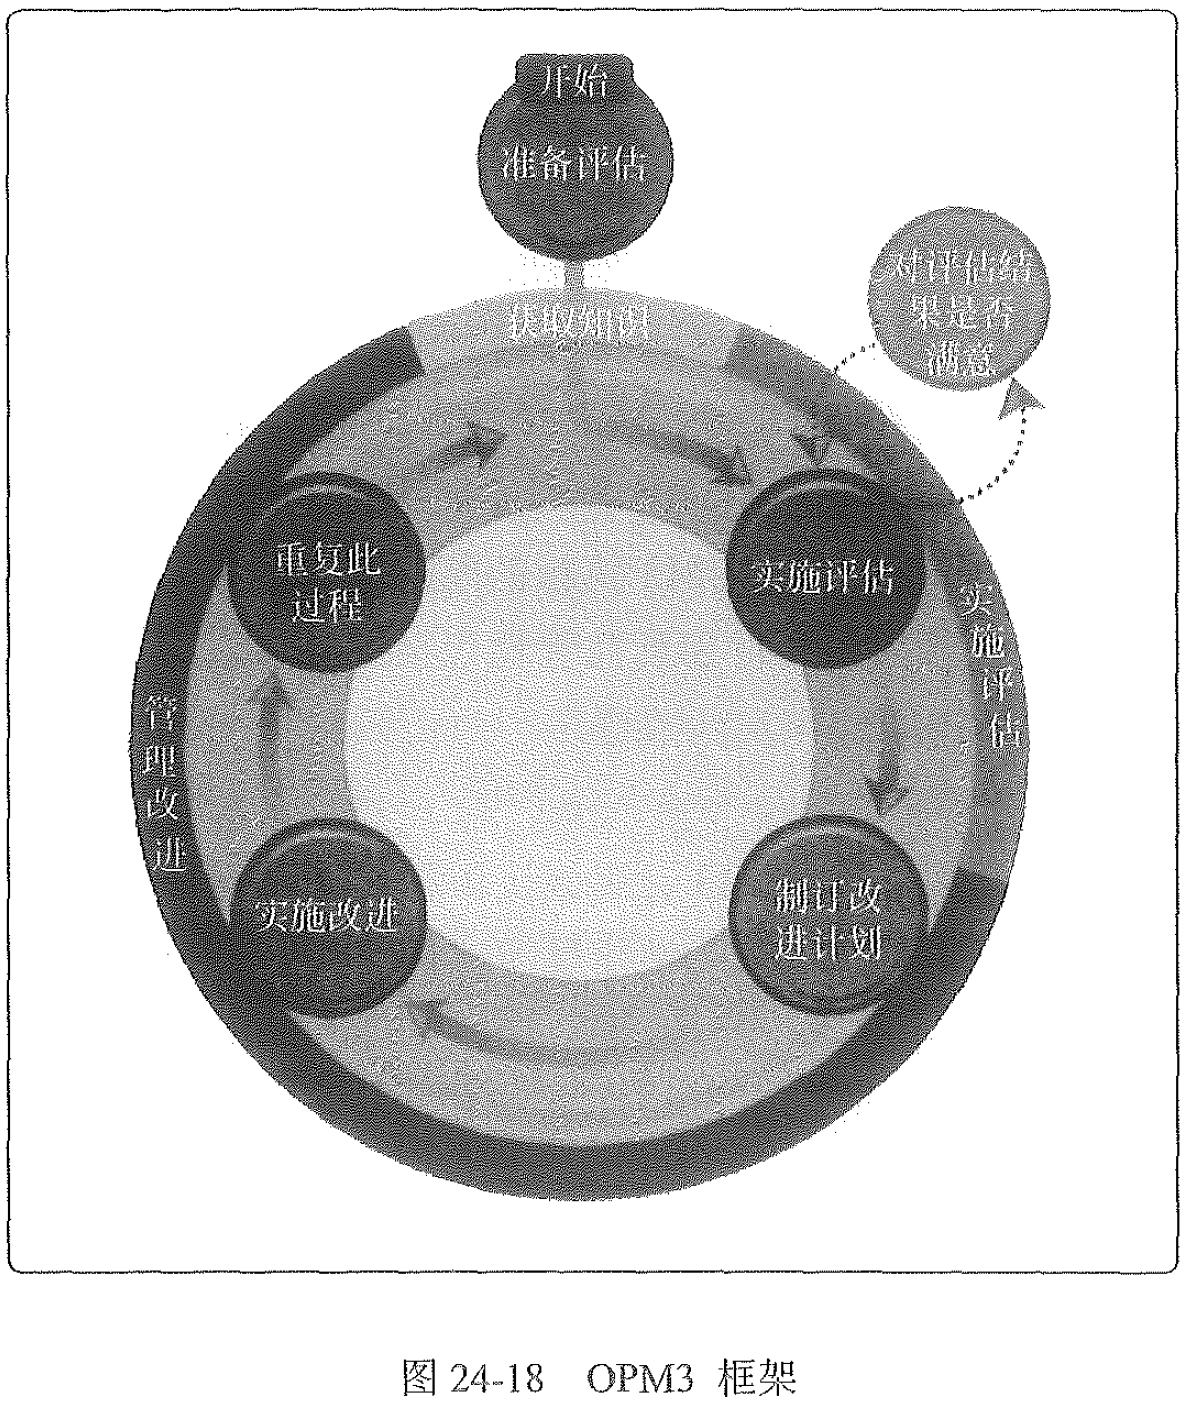 开始
准备评估
对评估结
果是否
满意
获取知识
重复此
过程
实施评估
实施评估
管理改进
实施改进
制订改
进计划
图 24-18 OPM3 框架